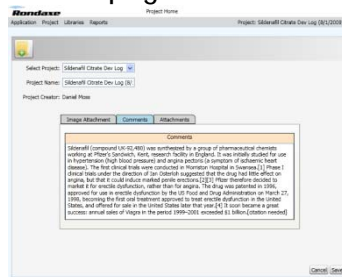 Rondaxe
Project Home
Application Project Libraries Reports
Project: Sildenafil Citrate Dev Log (8/1/2008
Select Project: Sildenafil Citrate Dev Log
Project Name: Sildenafil Citrate Dev Log (8/
Project Creator: Daniel Mose
Image Attachment Comments Attachments
Comments
Sildenafil (compound UK-92,480) was synthesized by a group of pharmaceutical chemists
working at Pfizer's Sandwich, Kent, research facility in England. It was initially studied for use
in hypertension (high blood pressure) and angina pectoris (a symptom of ischaemic heart
disease). The first clinical trials were conducted in Morriston Hospital in Swansea.[1] Phase I
clinical trials under the direction of Ian Osterloh suggested that the drug had little effect on
angina, but that it could induce marked penile erections.[2][3] Pfizer therefore decided to
market it for erectile dysfunction, rather than for angina. The drug was patented in 1996,
approved for use in erectile dysfunction by the US Food and Drug Administration on March 27,
1998, becoming the first oral treatment approved to treat erectile dysfunction in the United
States, and offered for sale in the United States later that year.[4] It soon became a great
success: annual sales of Viagra in the period 1999–2001 exceeded $1 billion.[citation needed]
Cancel Save